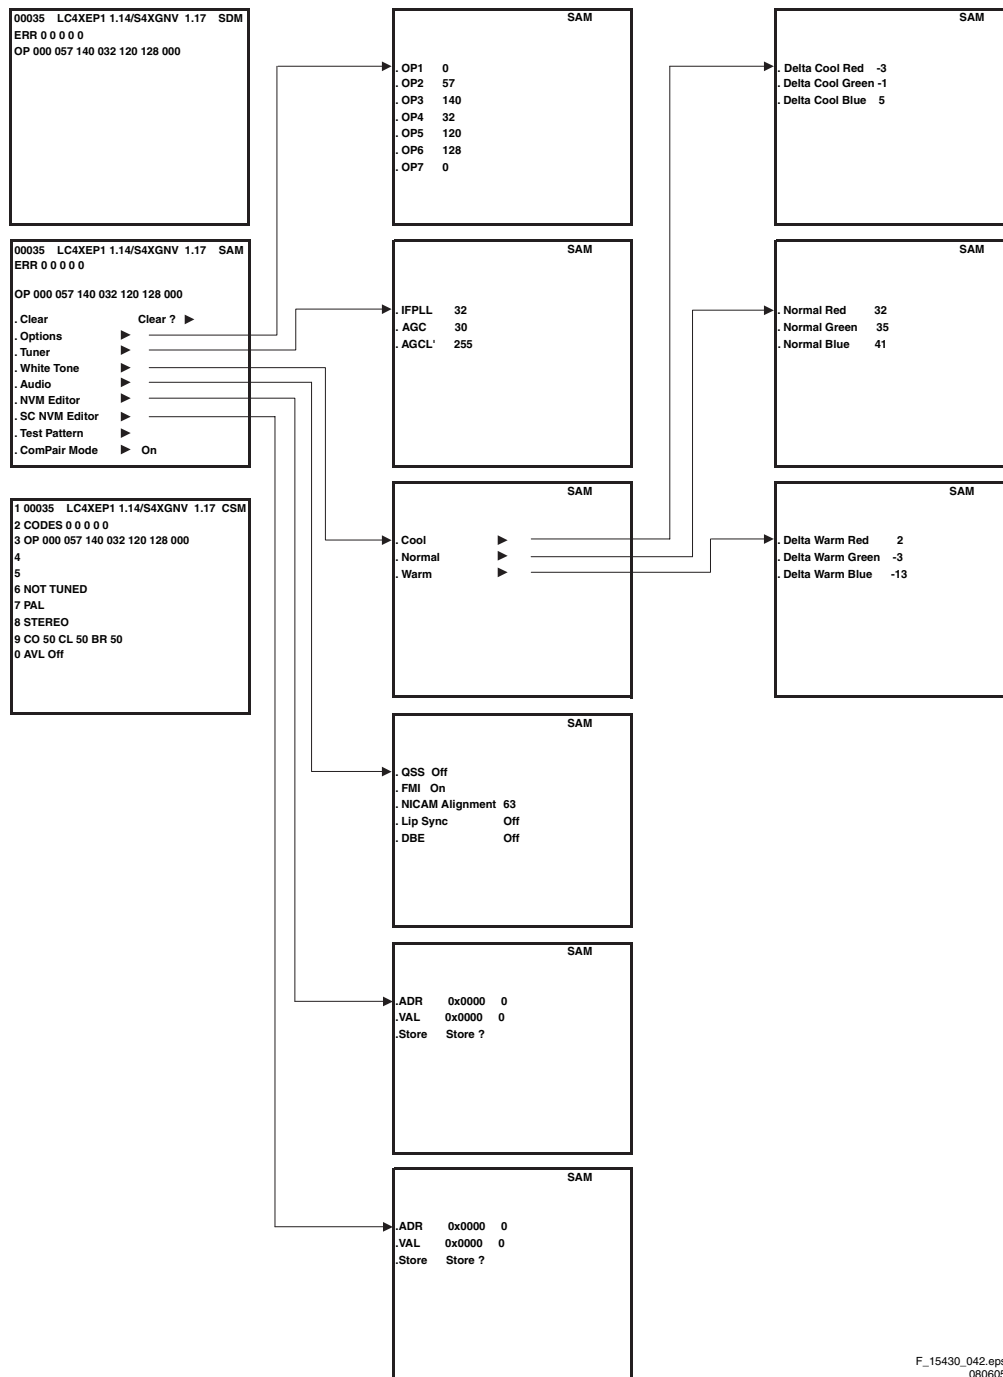 00035 LC4XEP1 1.14/S4XGNV 1.17 SDM
ERR 0 0 0 0 0
OP 000 057 140 032 120 128 000
00035 LC4XEP1 1.14/S4XGNV 1.17 SAM
ERR 0 0 0 0 0
OP 000 057 140 032 120 128 000
. Clear Clear ? ►
. Options ►
. Tuner ►
. White Tone ►
. Audio ►
. NVM Editor ►
. SC NVM Editor ►
. Test Pattern ►
. ComPair Mode ► On
1 00035 LC4XEP1 1.14/S4XGNV 1.17 CSM
2 CODES 0 0 0 0 0
3 OP 000 057 140 032 120 128 000
4
5
6 NOT TUNED
7 PAL
8 STEREO
9 CO 50 CL 50 BR 50
0 AVL Off
SAM
. OP1 0
. OP2 57
. OP3 140
. OP4 32
. OP5 120
. OP6 128
. OP7 0
SAM
. IFPLL 32
. AGC 30
. AGCL' 255
SAM
. Cool ►
. Normal ►
. Warm ►
SAM
. QSS Off
. FMI On
. NICAM Alignment 63
. Lip Sync Off
. DBE Off
SAM
.ADR 0x0000 0
.VAL 0x0000 0
.Store Store ?
SAM
.ADR 0x0000 0
.VAL 0x0000 0
.Store Store ?
SAM
. Delta Cool Red -3
. Delta Cool Green -1
. Delta Cool Blue 5
SAM
. Normal Red 32
. Normal Green 35
. Normal Blue 41
SAM
. Delta Warm Red 2
. Delta Warm Green -3
. Delta Warm Blue -13
F_15430_042.eps
080605